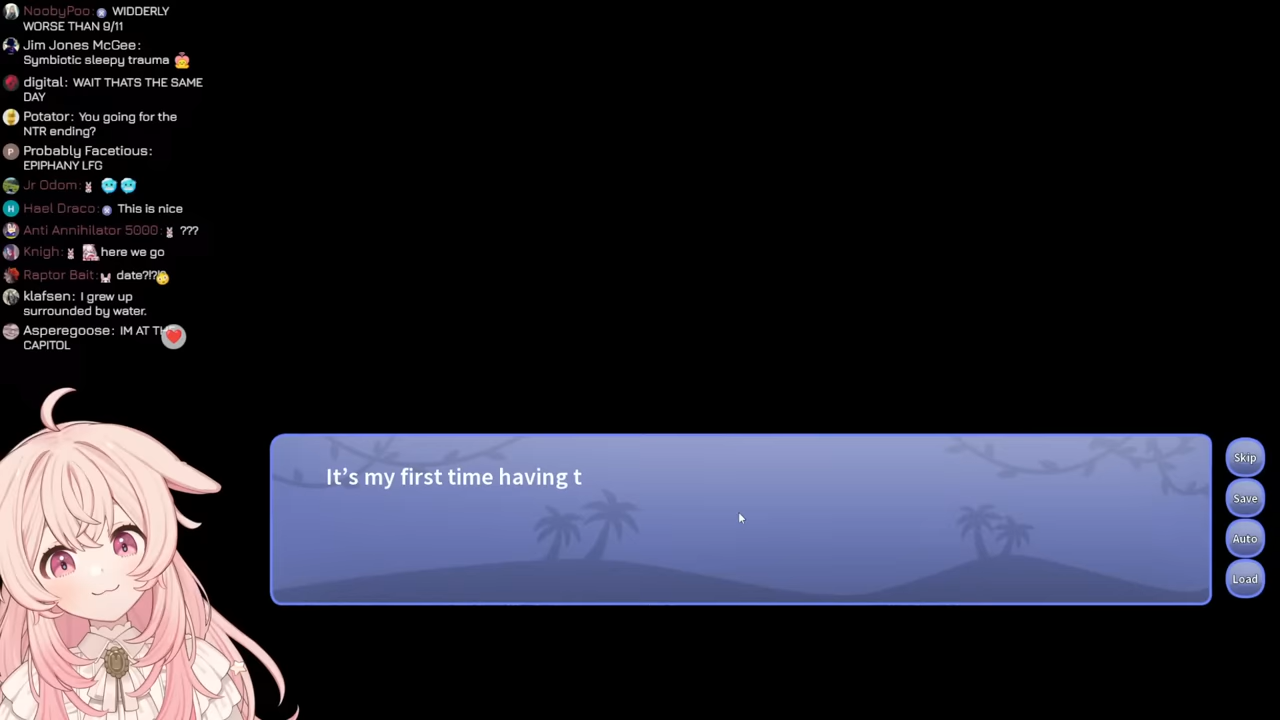 NoobyPoo: WIDDERLY
WORSE THAN 9/11
Jim Jones McGee:
Symbiotic sleepy trauma
digital: WAIT THATS THE SAME
DAY
Potator: You going for the
NTR ending?
P Probably Facetious:
EPIPHANY LFG
Jr Odom:
H Hael Draco: This is nice
Anti Annihilator 5000: ???
Knigh: here we go
Raptor Bait: date?!?!
klafsen: I grew up
surrounded by water.
Asperegoose: IM AT
CAPITOL
It’s my first time having t
Skip
Save
Auto
Load